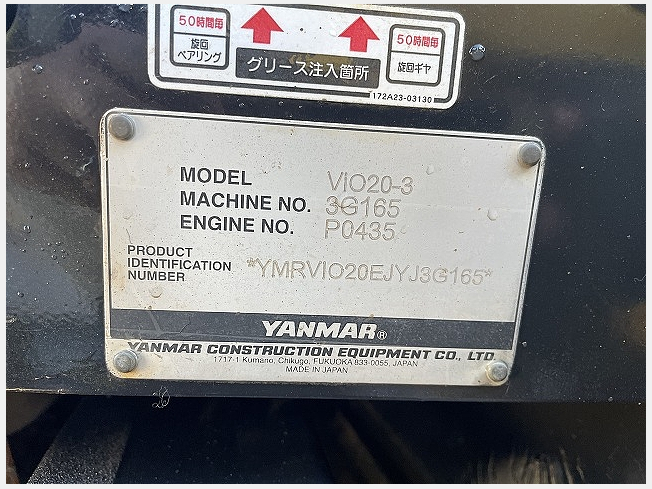 50時間毎
旋回
ベアリング
グリース注入箇所
50時間毎
旋回ギヤ
172A23-03130
MODEL ViO20-3
MACHINE NO. 3G165
ENGINE NO. P0435
PRODUCT
IDENTIFICATION *YMRVIO20EJYJ3G165*
NUMBER
YANMAR®
YANMAR CONSTRUCTION EQUIPMENT CO., LTD.
1717-1 Kumano, Chikugo, FUKUOKA 833-0055, JAPAN
MADE IN JAPAN